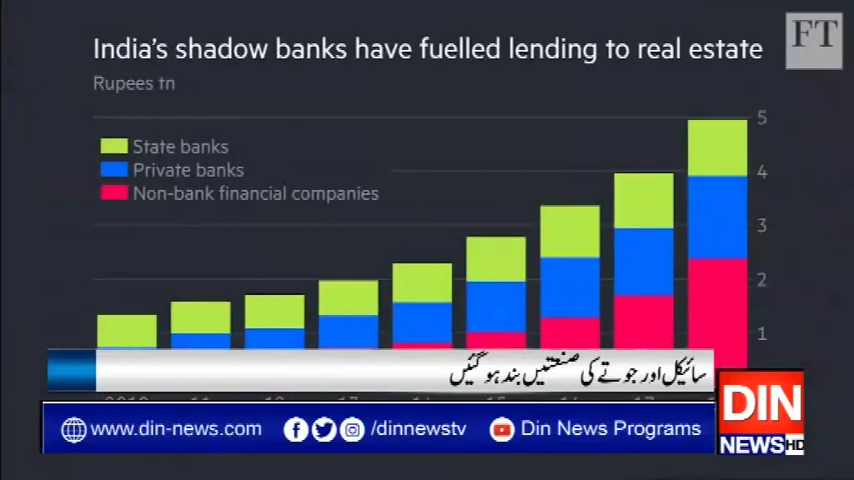 FT
India's shadow banks have fuelled lending to real estate
Rupees tn
State banks
Private banks
Non-bank financial companies
5
4
3
2
1
سائیکل اور جوتے کی صنعتیں بند ہو گئیں
www.din-news.com
/dinnewstv
Din News Programs
DIN
NEWS HD